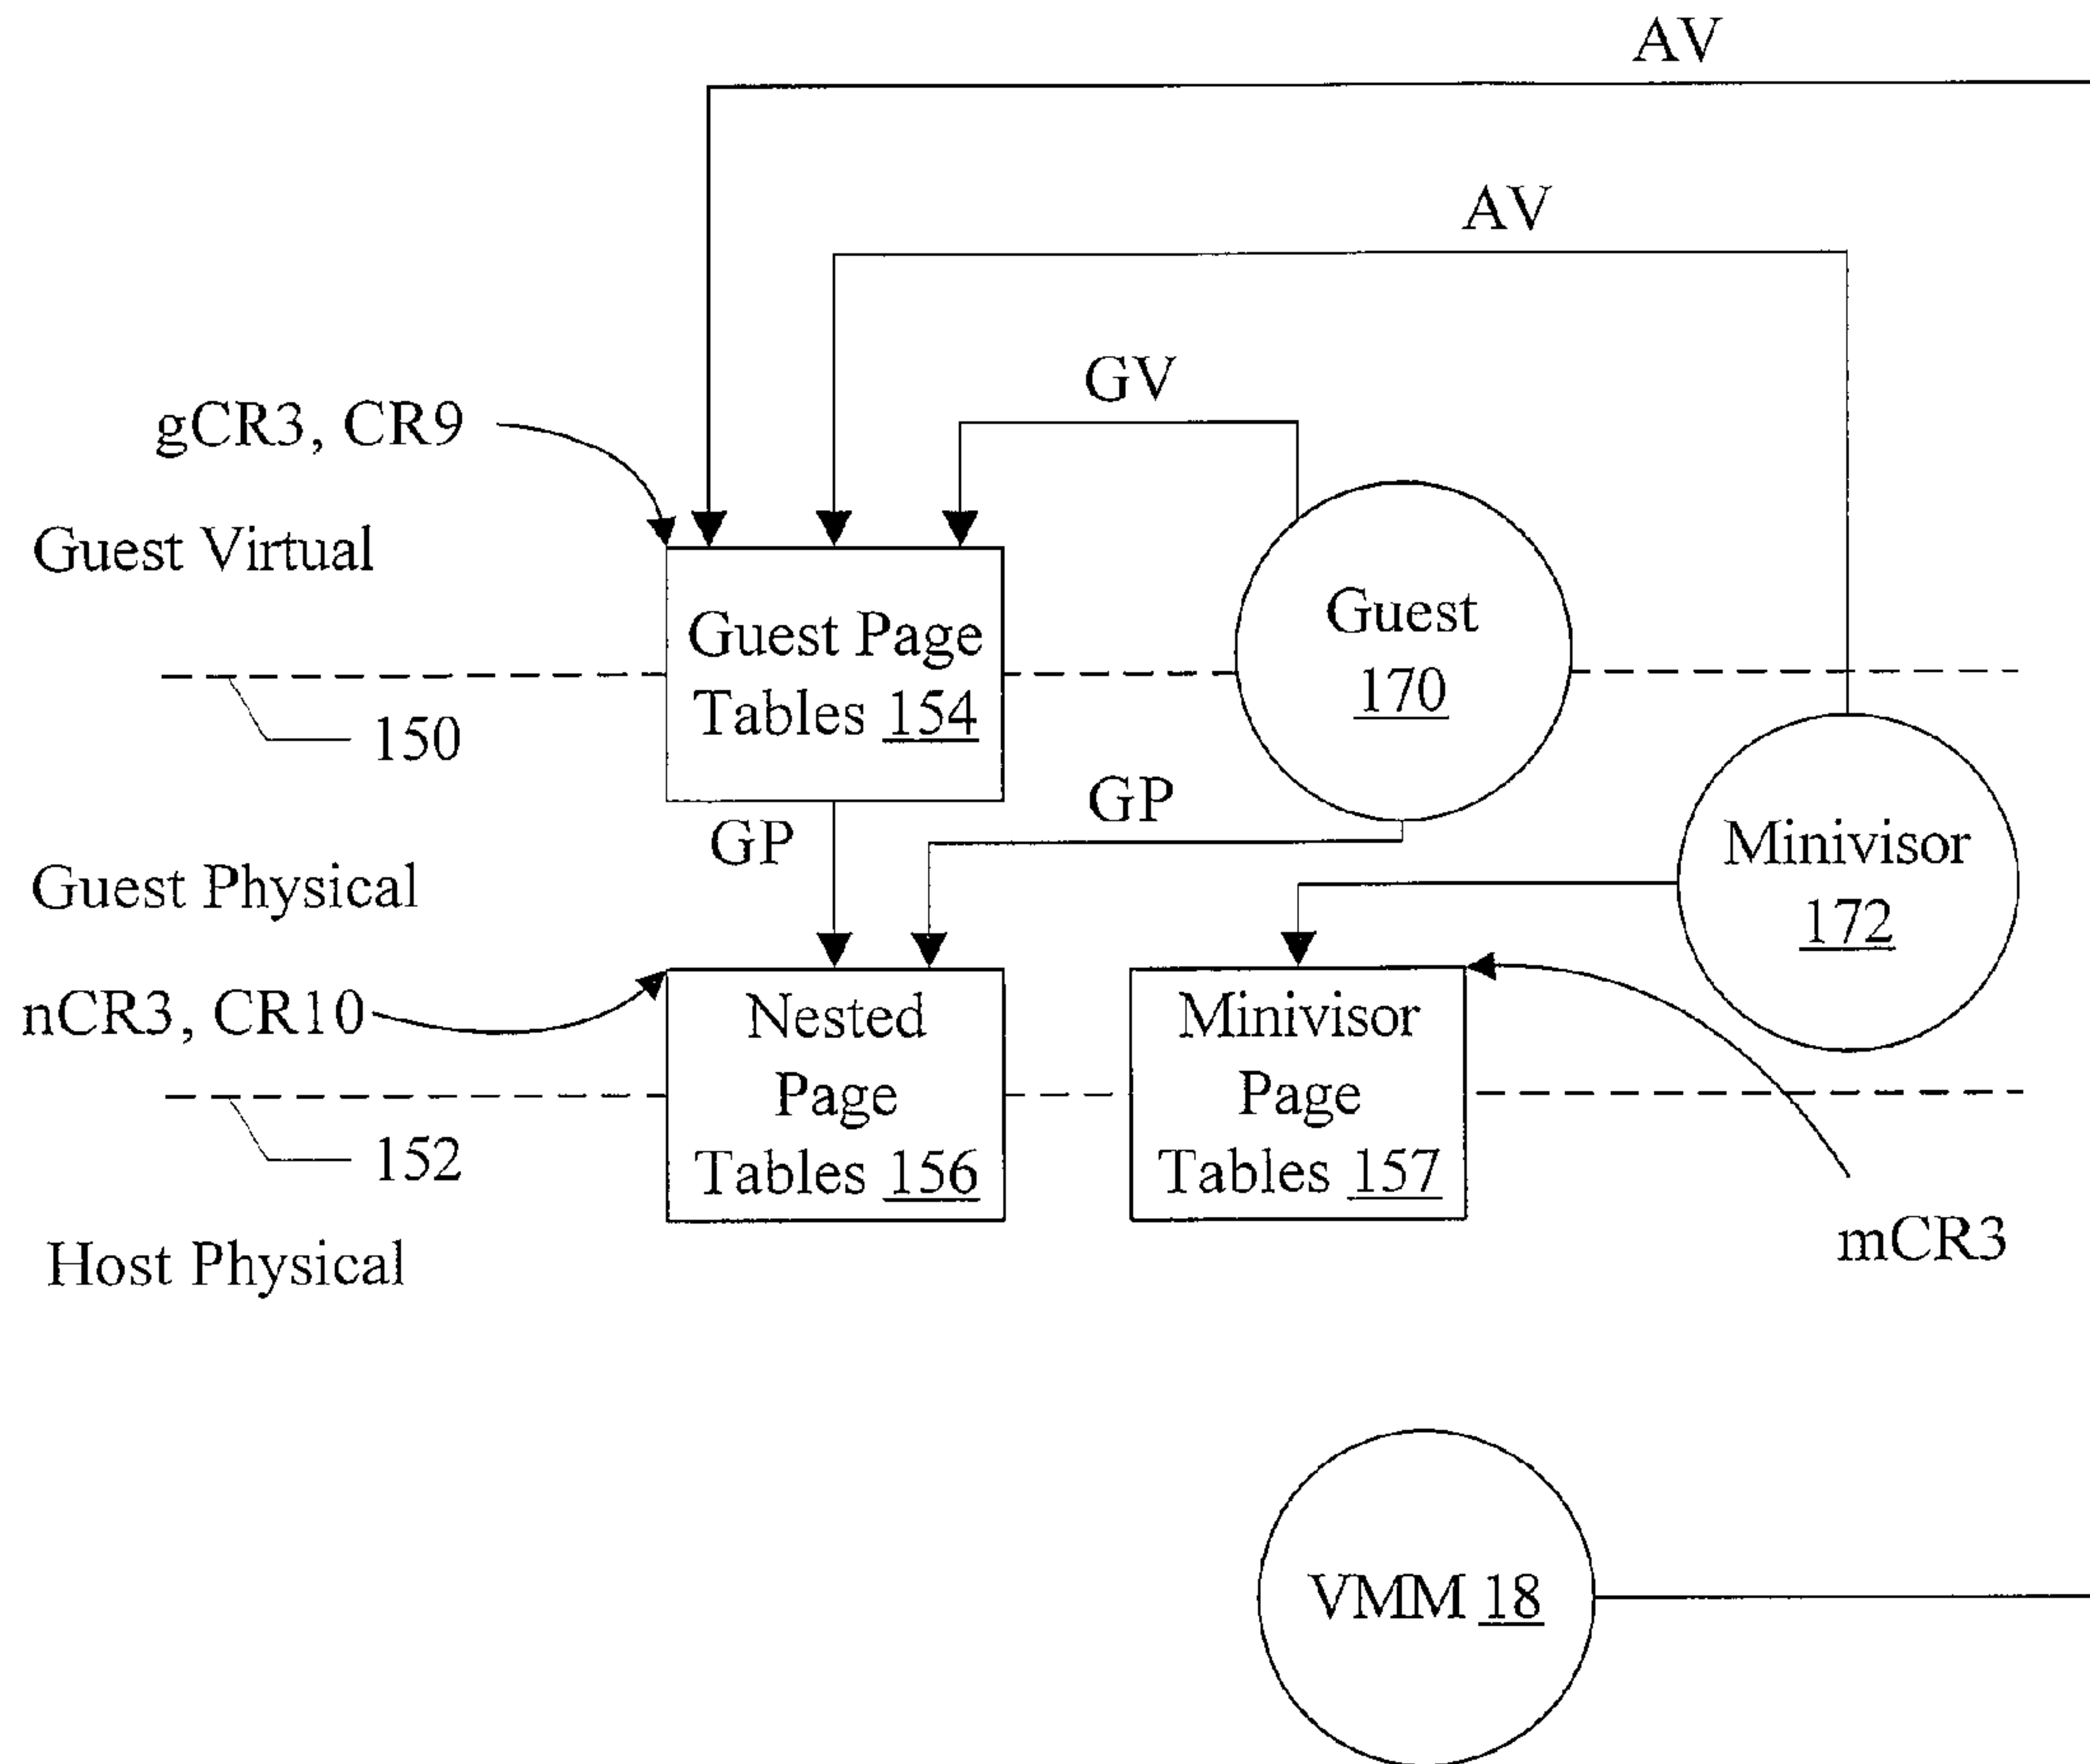 AV
AV
GV
gCR3, CR9
Guest Virtual
Guest Page
Tables 154
Guest
170
150
GP
GP
Minivisor
172
Guest Physical
nCR3, CR10
Nested
Page
Tables 156
Minivisor
Page
Tables 157
152
Host Physical
mCR3
VMM 18